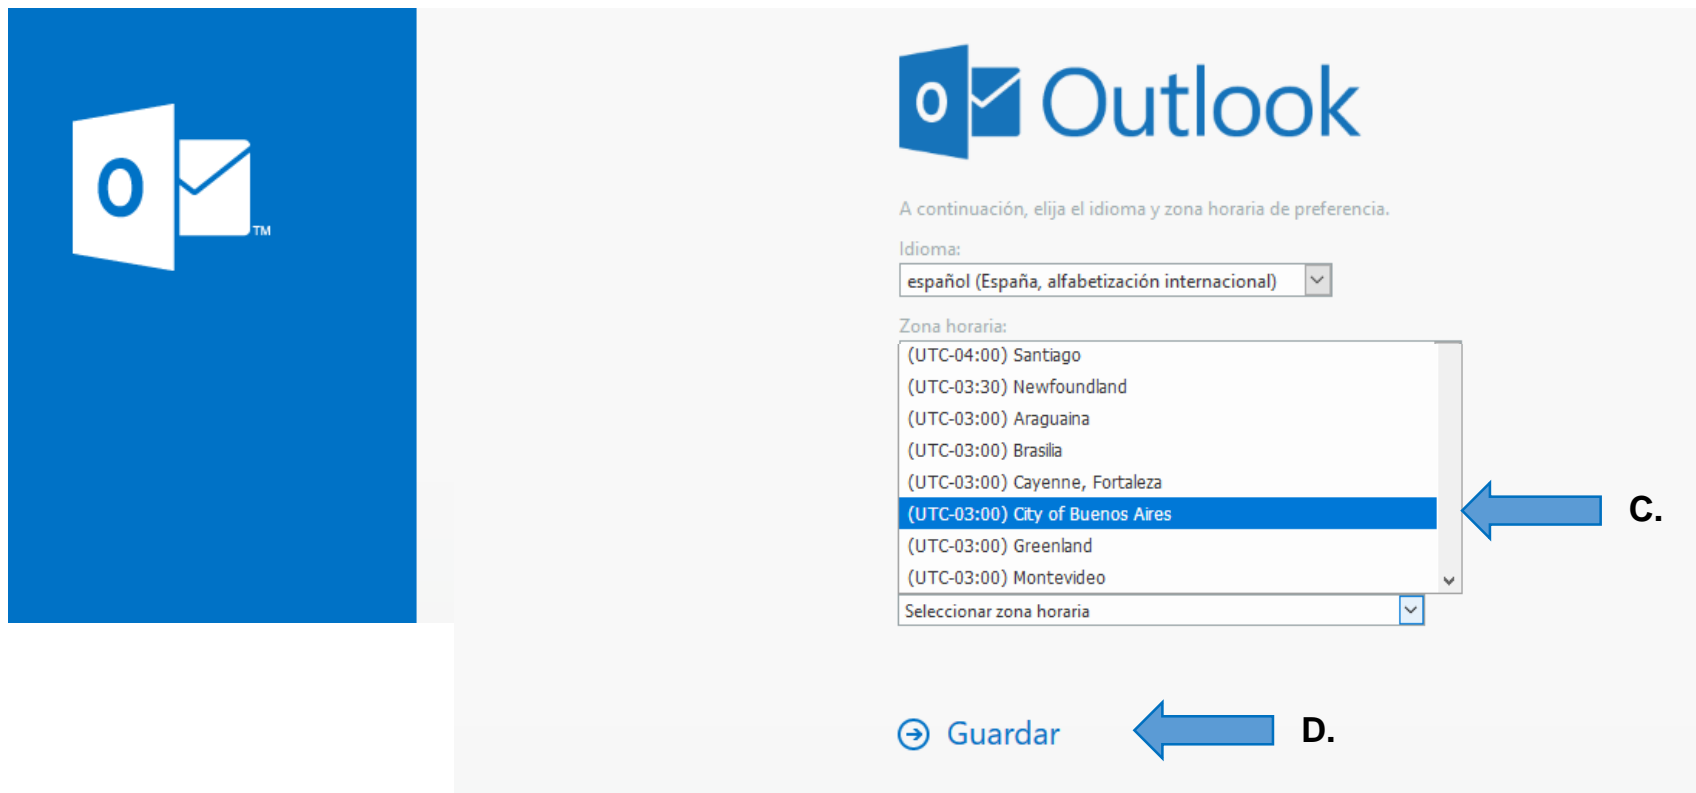 O
TM
O Outlook
A continuación, elija el idioma y zona horaria de preferencia.
Idioma:
español (España, alfabetización internacional)
Zona horaria:
(UTC-04:00) Santiago
(UTC-03:30) Newfoundland
(UTC-03:00) Araguaina
(UTC-03:00) Brasilia
(UTC-03:00) Cayenne, Fortaleza
(UTC-03:00) City of Buenos Aires
C.
(UTC-03:00) Greenland
(UTC-03:00) Montevideo
Seleccionar zona horaria
Guardar
D.